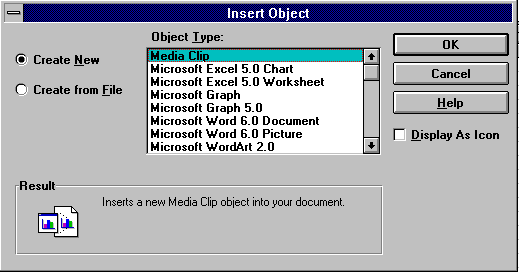 Insert Object
Object Type:
Create New
Create from File
Media Clip
Microsoft Excel 5.0 Chart
Microsoft Excel 5.0 Worksheet
Microsoft Graph
Microsoft Graph 5.0
Microsoft Word 6.0 Document
Microsoft Word 6.0 Picture
Microsoft WordArt 2.0
OK
Cancel
Help
Display As Icon
Result
Inserts a new Media Clip object into your document.